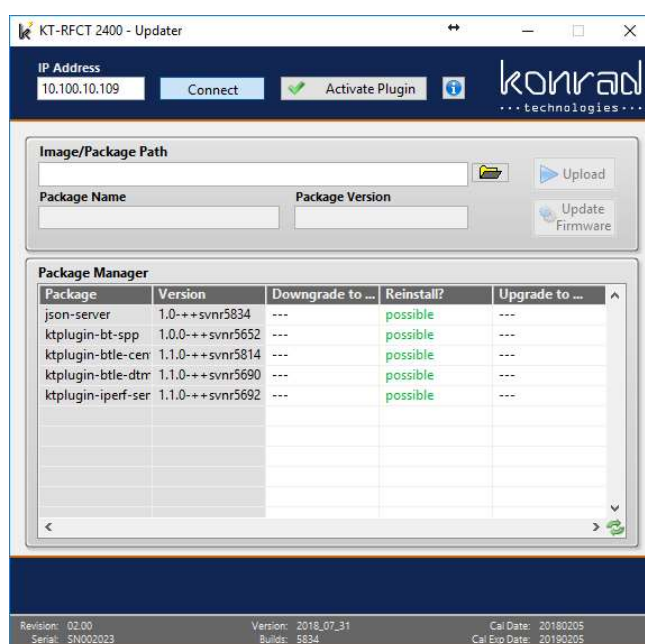 KT-RFCT 2400 - Updater
IP Address
10.100.10.109
Connect
Activate Plugin
konrad
technologies
Image/Package Path
Upload
Package Name Package Version
Update
Firmware
Package Manager
Package Version Downgrade to ... Reinstall? Upgrade to ...
json-server 1.0-++svnr5834 --- possible ---
ktplugin-bt-spp 1.0.0-++svnr5652 --- possible ---
ktplugin-btle-cen 1.1.0-++svnr5814 --- possible ---
ktplugin-btle-dtm 1.1.0-++svnr5690 --- possible ---
ktplugin-iperf-ser 1.1.0-++svnr5692 --- possible ---
Revision: 02.00 Version: 2018_07_31 Cal Date: 20180205
Serial: SN002023 Builds: 5834 Cal Exp Date: 20190205